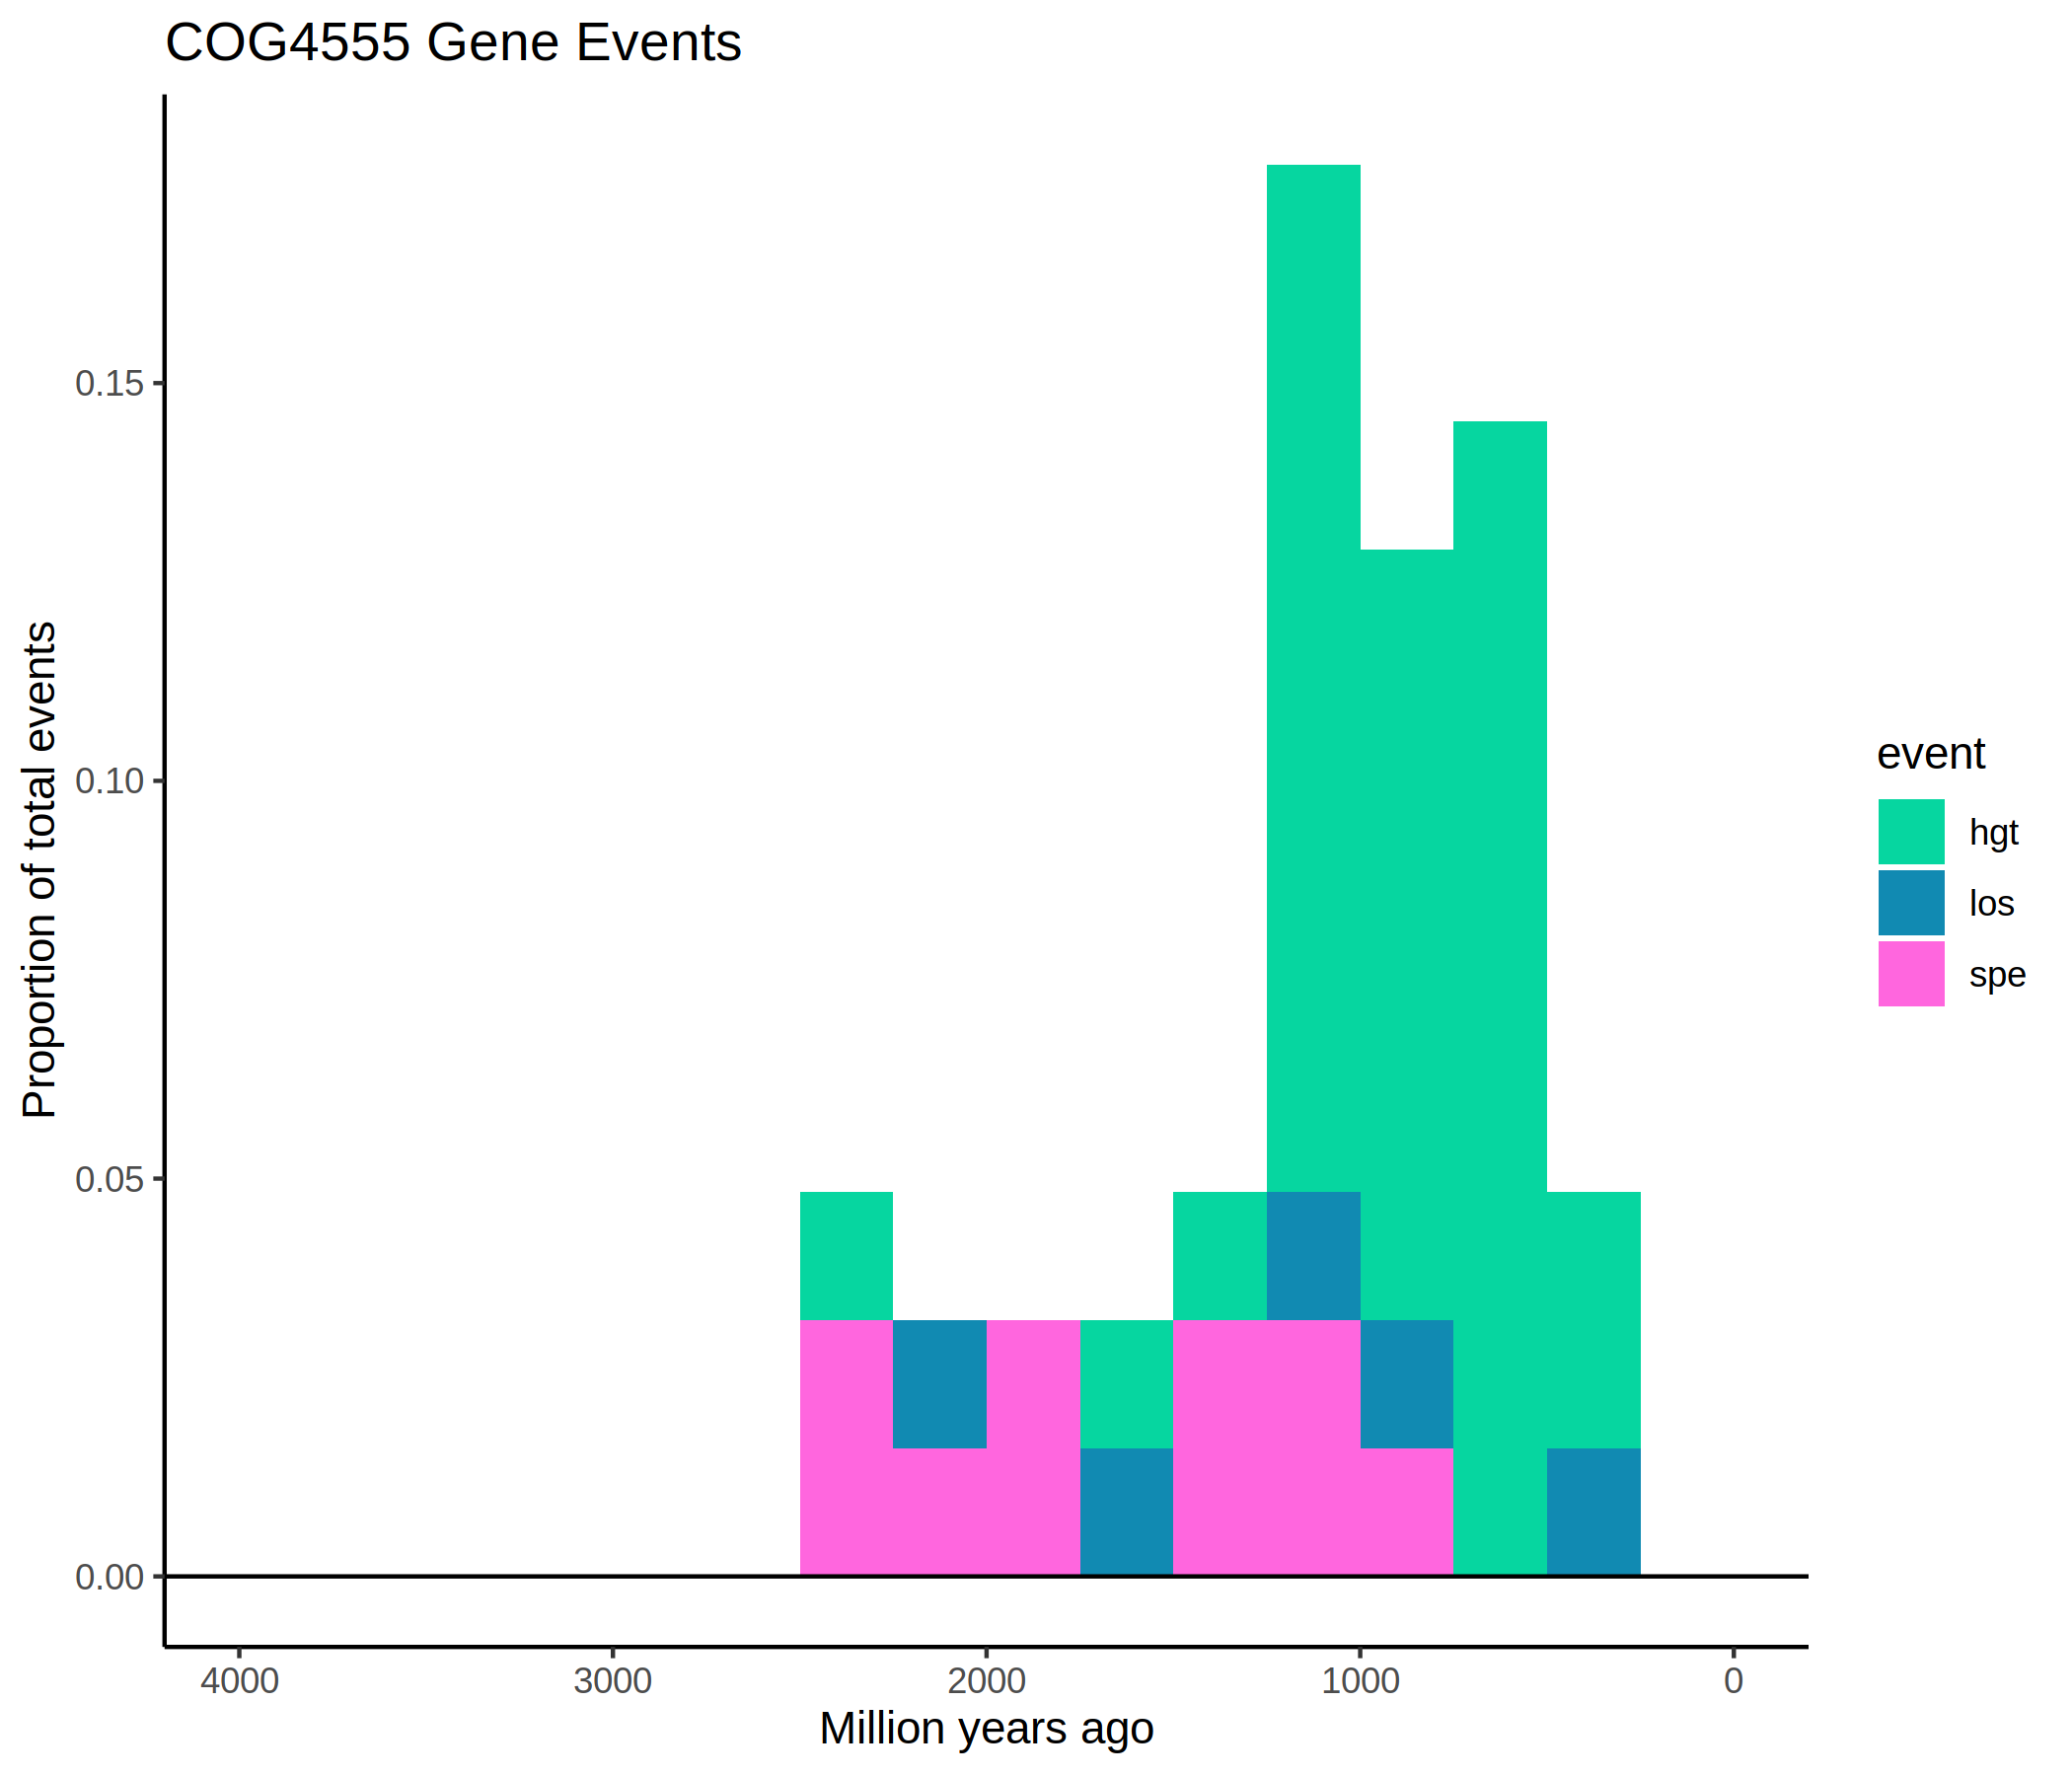 COG4555 Gene Events
Proportion of total events
0.15
0.10
0.05
0.00
4000 3000 2000 1000 0
Million years ago
event
hgt
los
spe